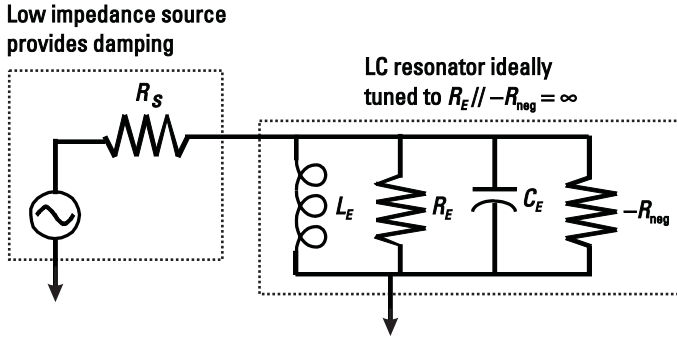 Low impedance source
provides damping
LC resonator ideally
tuned to R_E // –R_neg = ∞
R_S
L_E
R_E
C_E
–R_neg